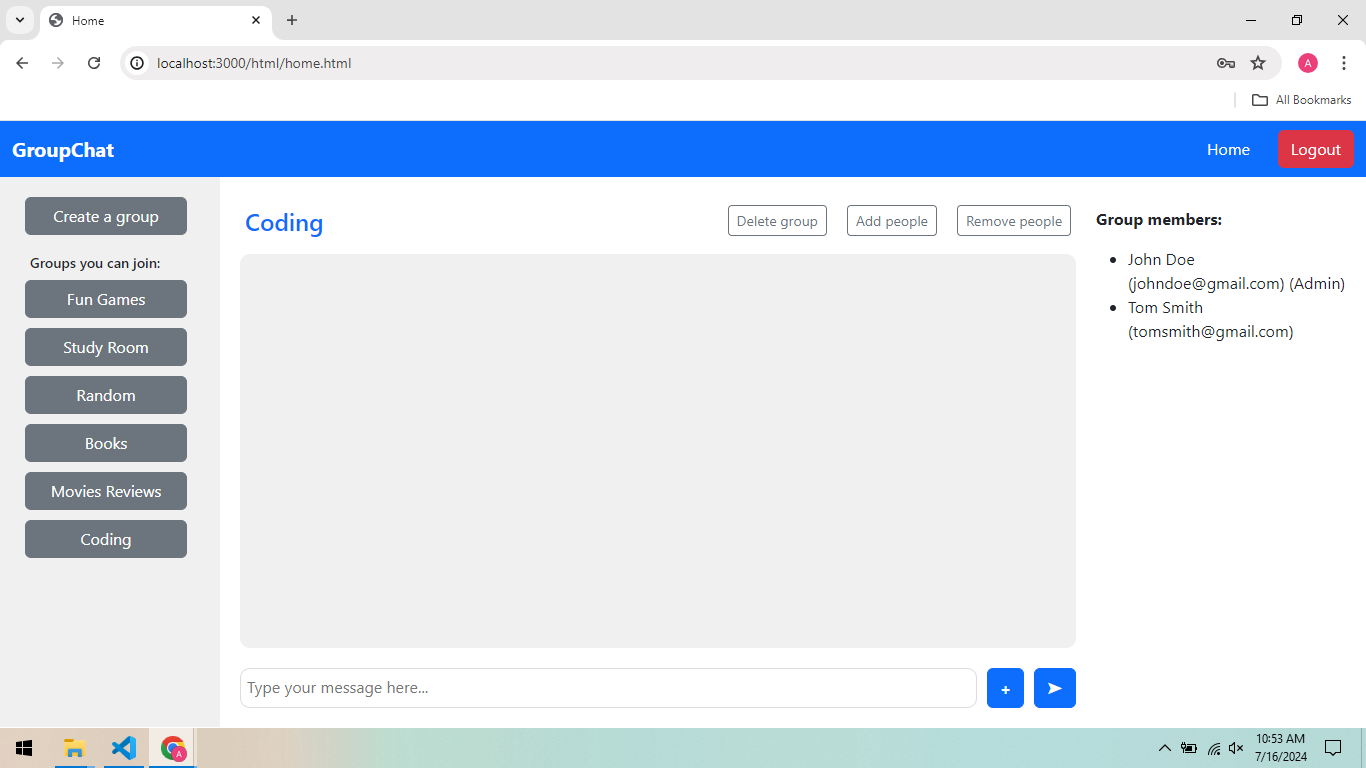 Home
localhost:3000/html/home.html
A
All Bookmarks
GroupChat
Home
Logout
Create a group
Groups you can join:
Fun Games
Study Room
Random
Books
Movies Reviews
Coding
Coding
Delete group
Add people
Remove people
Type your message here...
+
Group members:
John Doe
(johndoe@gmail.com) (Admin)
Tom Smith
(tomsmith@gmail.com)
A
10:53 AM
7/16/2024